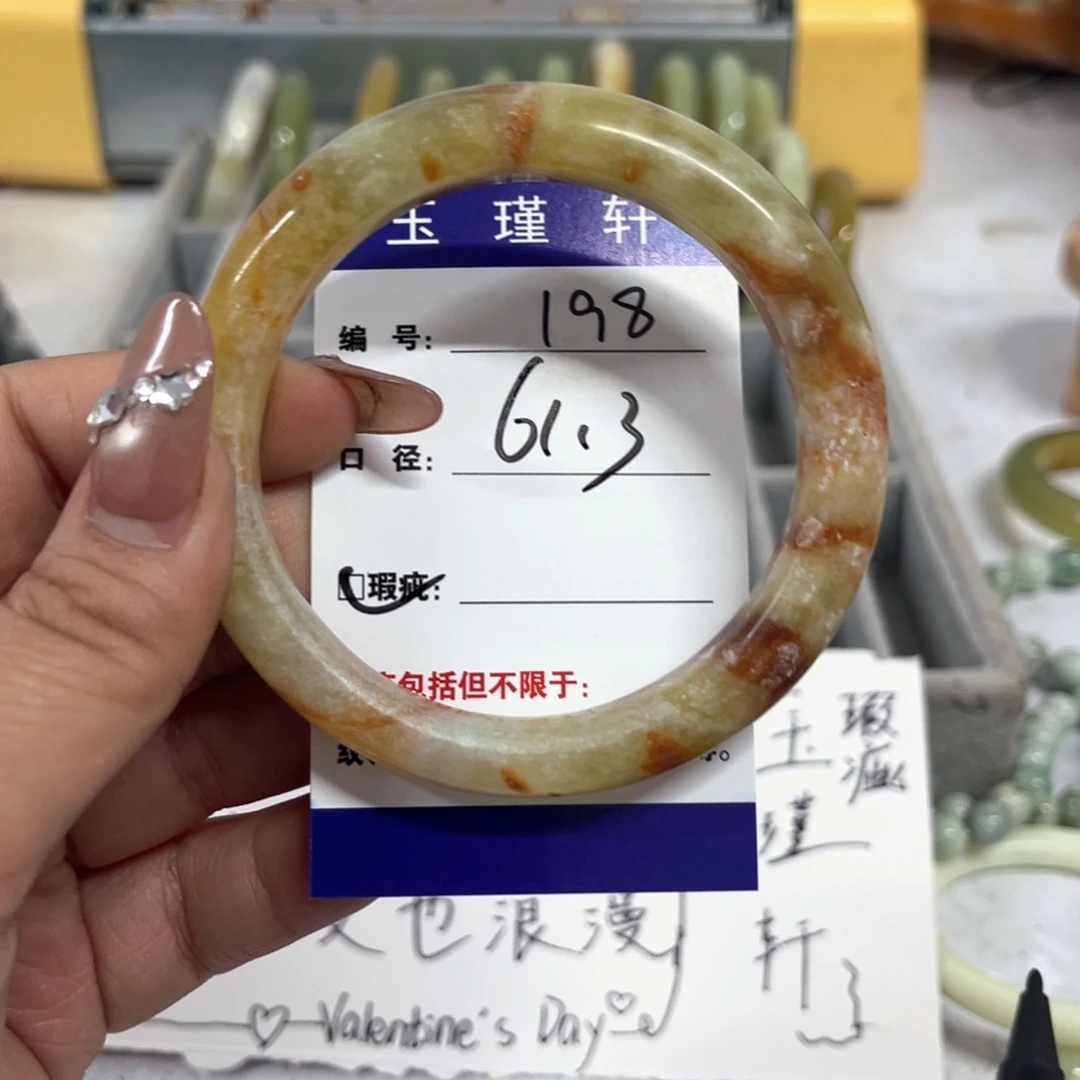 玉 瑾 轩
编 号: 198
口 径: 61.3
□瑕疵:
包括但不限于:
瑕疵
玉瑾轩
也浪漫
♡ Valentine's Day ♡